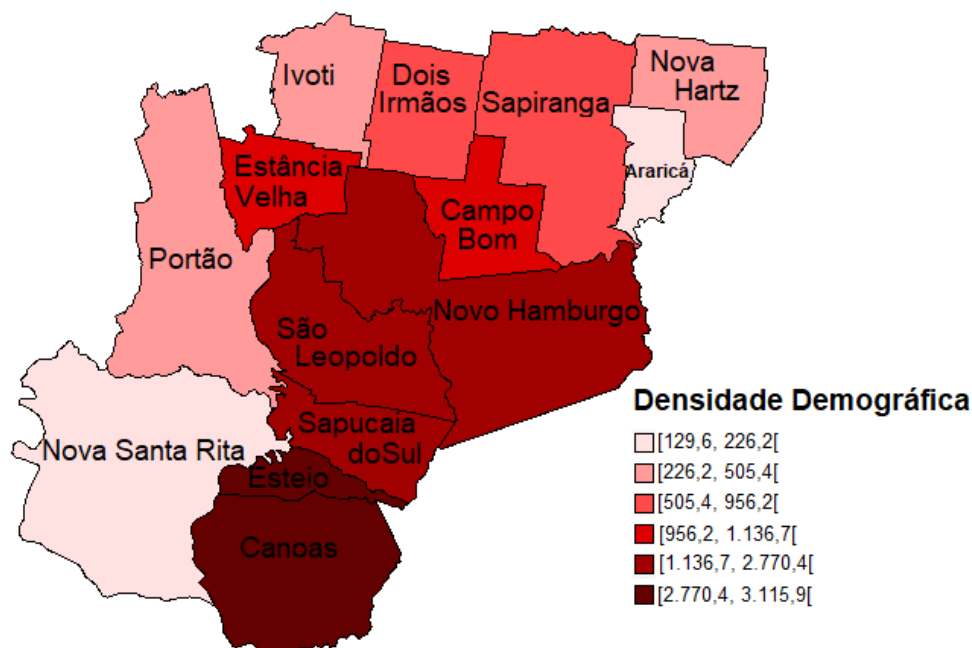 Ivoti
Dois
Irmãos
Sapiranga
Nova
Hartz
Araricá
Estância
Velha
Campo
Bom
Portão
Novo Hamburgo
São
Leopoldo
Sapucaia
doSul
Nova Santa Rita
Esteio
Canoas
Densidade Demográfica
[129,6, 226,2[
[226,2, 505,4[
[505,4, 956,2[
[956,2, 1.136,7[
[1.136,7, 2.770,4[
[2.770,4, 3.115,9[